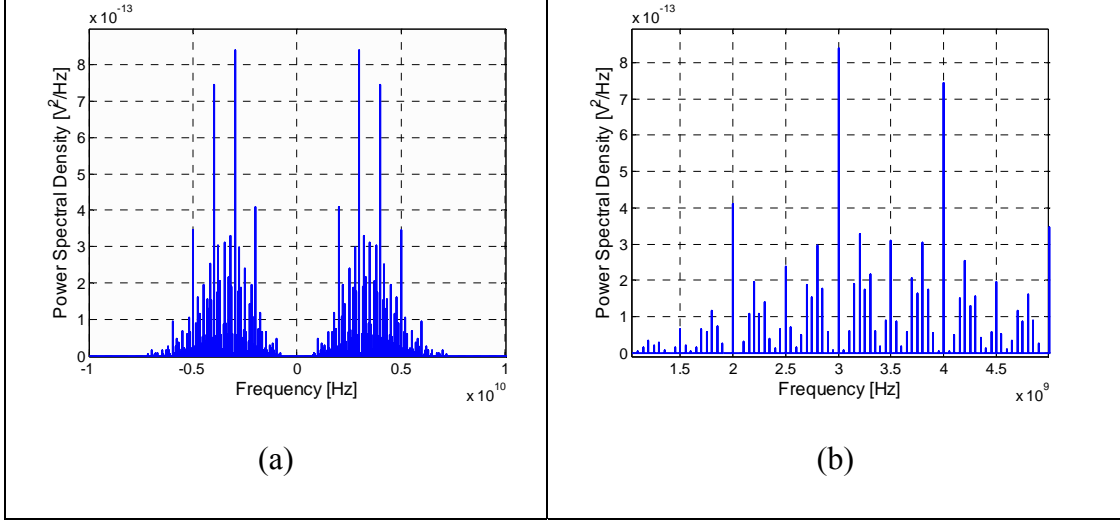 x 10^-13
8
7
6
5
4
3
2
1
0
-1 -0.5 0 0.5 1
x 10^10
Frequency [Hz]
Power Spectral Density [V^2/Hz]
(a)
x 10^-13
8
7
6
5
4
3
2
1
0
1.5 2 2.5 3 3.5 4 4.5
x 10^9
Frequency [Hz]
Power Spectral Density [V^2/Hz]
(b)